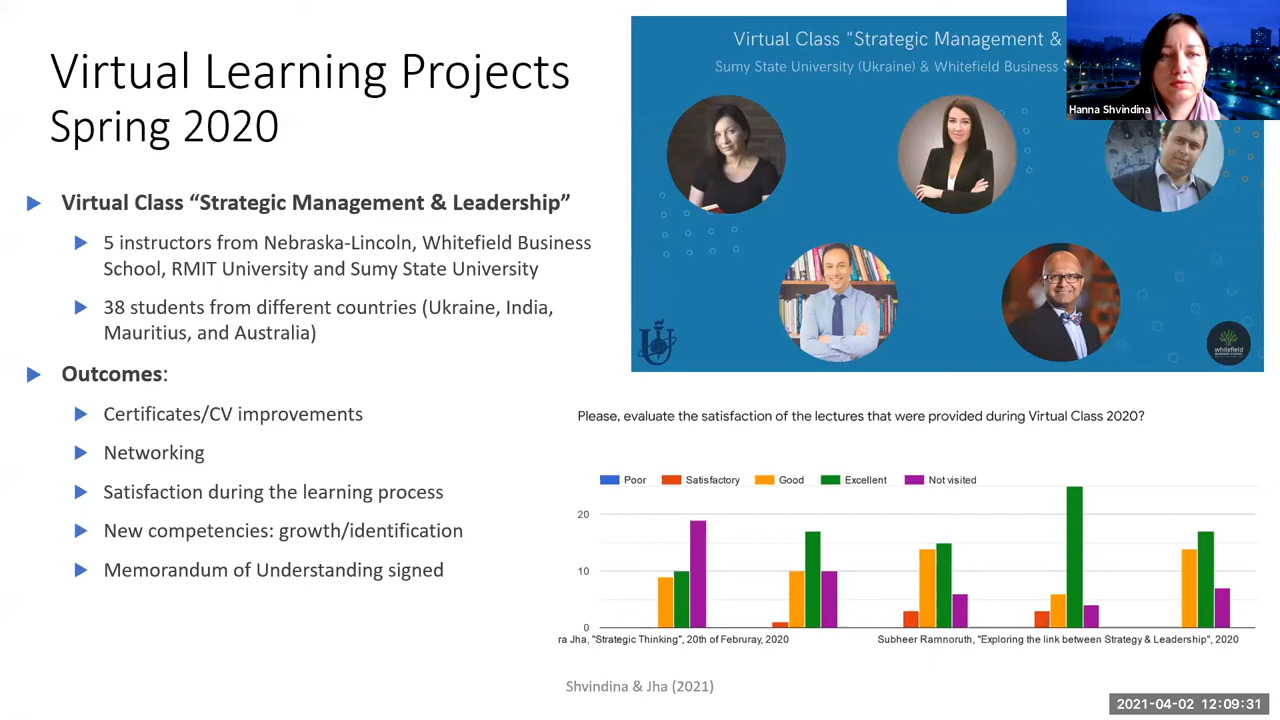 Virtual Learning Projects
Spring 2020
Virtual Class “Strategic Management & Leadership”
5 instructors from Nebraska-Lincoln, Whitefield Business
School, RMIT University and Sumy State University
38 students from different countries (Ukraine, India,
Mauritius, and Australia)
Outcomes:
Certificates/CV improvements
Networking
Satisfaction during the learning process
New competencies: growth/identification
Memorandum of Understanding signed
Virtual Class "Strategic Management &
Sumy State University (Ukraine) & Whitefield Business
Hanna Shvindina
whitefield
BUSINESS SCHOOL
Please, evaluate the satisfaction of the lectures that were provided during Virtual Class 2020?
Poor Satisfactory Good Excellent Not visited
20
10
0
ra Jha, "Strategic Thinking", 20th of Februray, 2020
Subheer Ramnoruth, "Exploring the link between Strategy & Leadership", 2020
Shvindina & Jha (2021)
2021-04-02 12:09:31